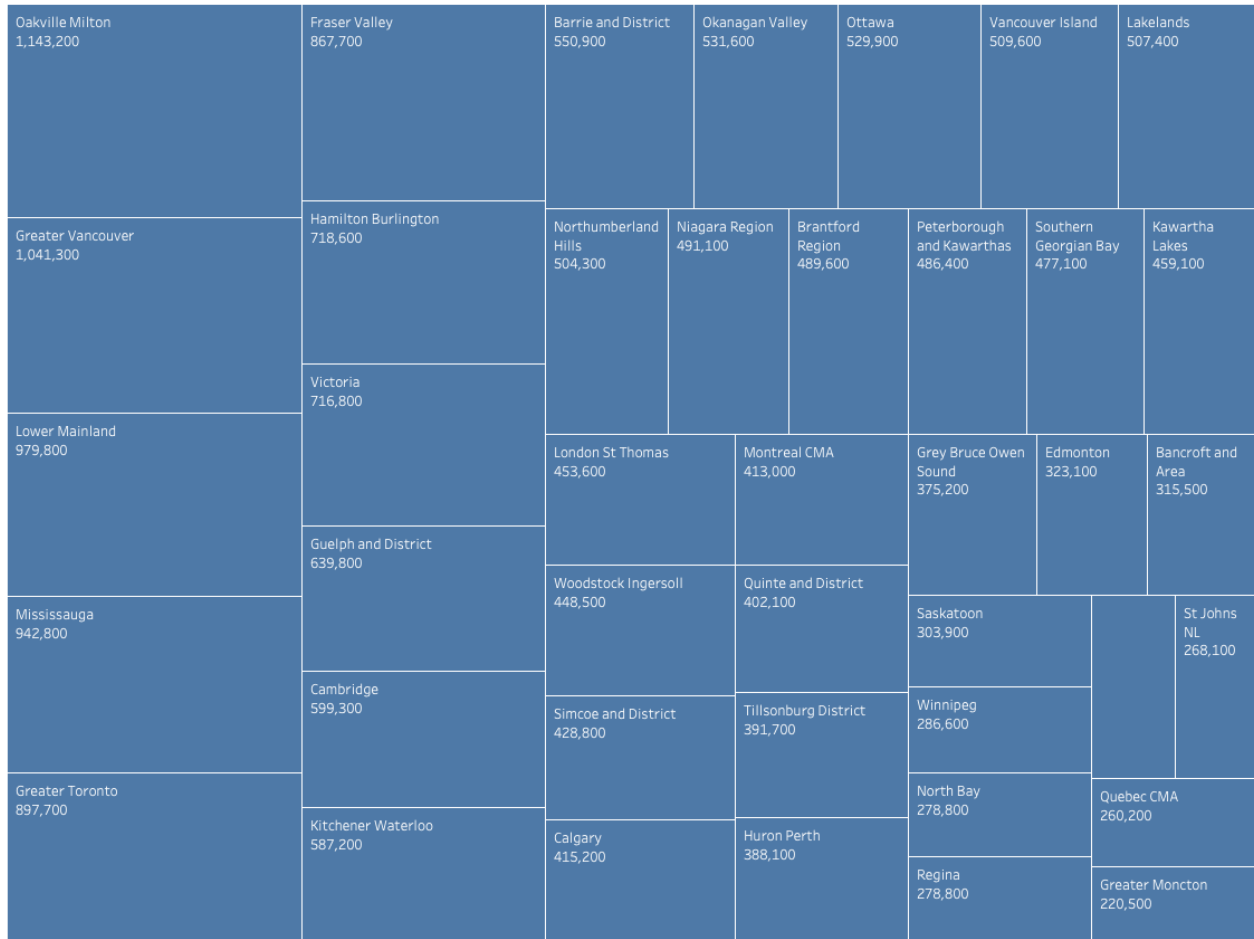 Oakville Milton
1,143,200
Greater Vancouver
1,041,300
Lower Mainland
979,800
Mississauga
942,800
Greater Toronto
897,700
Fraser Valley
867,700
Hamilton Burlington
718,600
Victoria
716,800
Guelph and District
639,800
Cambridge
599,300
Kitchener Waterloo
587,200
Barrie and District
550,900
Okanagan Valley
531,600
Ottawa
529,900
Vancouver Island
509,600
Lakelands
507,400
Northumberland
Hills
504,300
Niagara Region
491,100
Brantford
Region
489,600
Peterborough
and Kawarthas
486,400
Southern
Georgian Bay
477,100
Kawartha
Lakes
459,100
London St Thomas
453,600
Woodstock Ingersoll
448,500
Simcoe and District
428,800
Calgary
415,200
Montreal CMA
413,000
Quinte and District
402,100
Tillsonburg District
391,700
Huron Perth
388,100
Grey Bruce Owen
Sound
375,200
Edmonton
323,100
Bancroft and
Area
315,500
Saskatoon
303,900
Winnipeg
286,600
North Bay
278,800
Regina
278,800
St Johns
NL
268,100
Quebec CMA
260,200
Greater Moncton
220,500